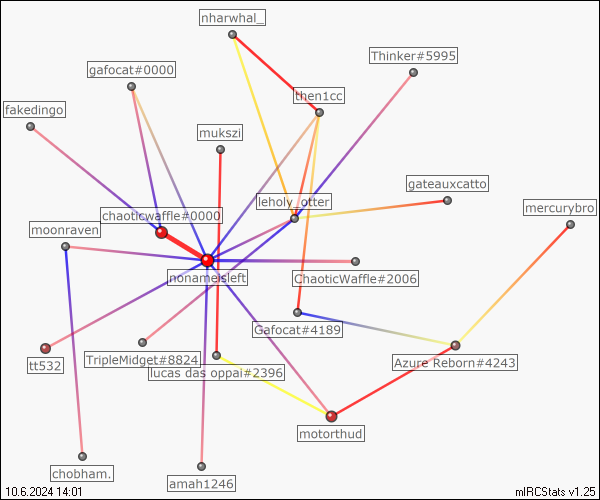 nharwhal_
Thinker#5995
gafocat#0000
then1cc
fakedingo
mukszi
gateauxcatto
leholy_otter
mercurybro
chaoticwaffle#0000
moonraven
nonameisleft
ChaoticWaffle#2006
Gafocat#4189
TripleMidget#8824
Azure Reborn#4243
tt532
lucas das oppai#2396
motorthud
chobham.
amah1246
10.6.2024 14:01
mIRCStats v1.25